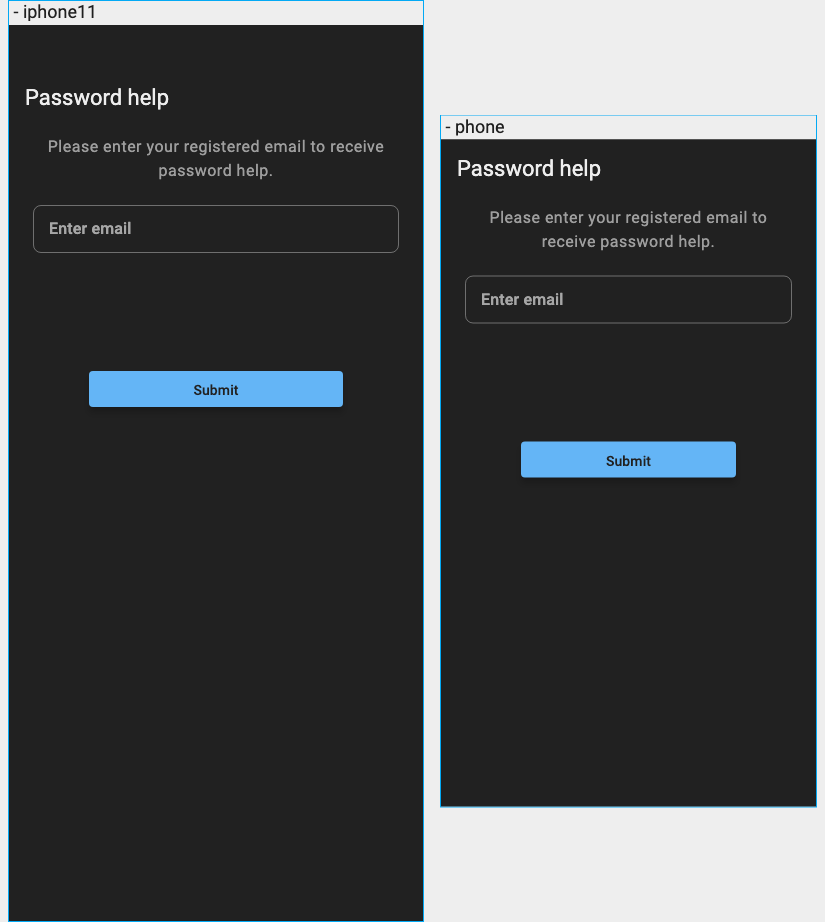 - iphone11
Password help
Please enter your registered email to receive
password help.
Enter email
Submit
- phone
Password help
Please enter your registered email to
receive password help.
Enter email
Submit